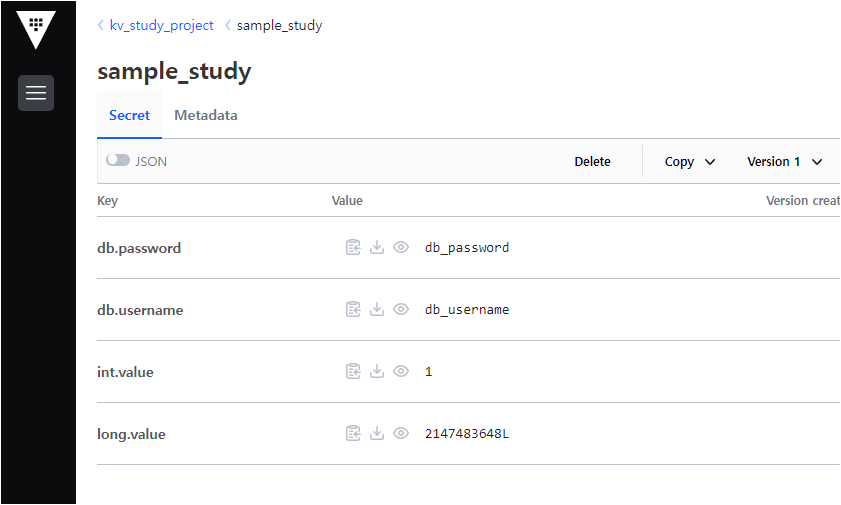 kv_study_project sample_study
sample_study
Secret Metadata
JSON Delete Copy Version 1
Key Value Version creat
db.password db_password
db.username db_username
int.value 1
long.value 2147483648L